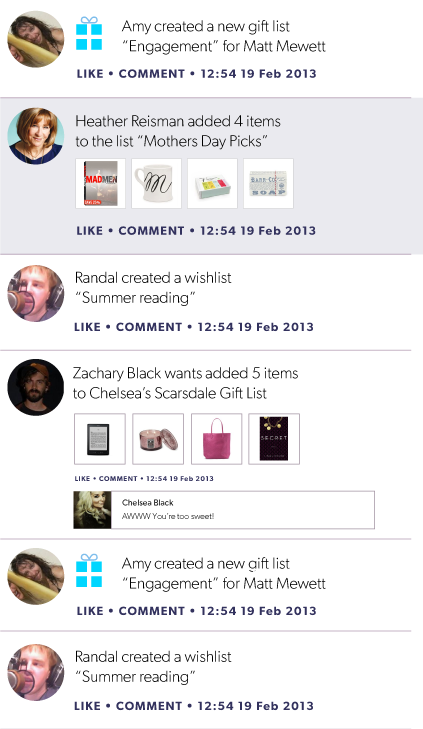 Amy created a new gift list
“Engagement” for Matt Mewett
LIKE • COMMENT • 12:54 19 Feb 2013
Heather Reisman added 4 items
to the list “Mothers Day Picks”
MADMEN
m
SOAP
LIKE • COMMENT • 12:54 19 Feb 2013
Randal created a wishlist
“Summer reading”
LIKE • COMMENT • 12:54 19 Feb 2013
Zachary Black wants added 5 items
to Chelsea’s Scarsdale Gift List
SECRET
LIKE • COMMENT • 12:54 19 Feb 2013
Chelsea Black
AWWW You’re too sweet!
Amy created a new gift list
“Engagement” for Matt Mewett
LIKE • COMMENT • 12:54 19 Feb 2013
Randal created a wishlist
“Summer reading”
LIKE • COMMENT • 12:54 19 Feb 2013